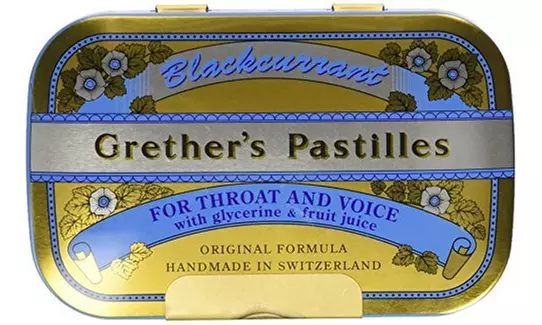 Blackcurrant
Grether's Pastilles
FOR THROAT AND VOICE
with glycerine & fruit juice
ORIGINAL FORMULA
HANDMADE IN SWITZERLAND